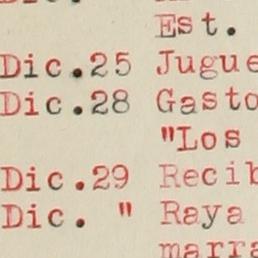 Est.
Dic.25 Jugue
Dic.28 Gasto
"Los
Dic.29 Recib
Dic. " Raya
marra